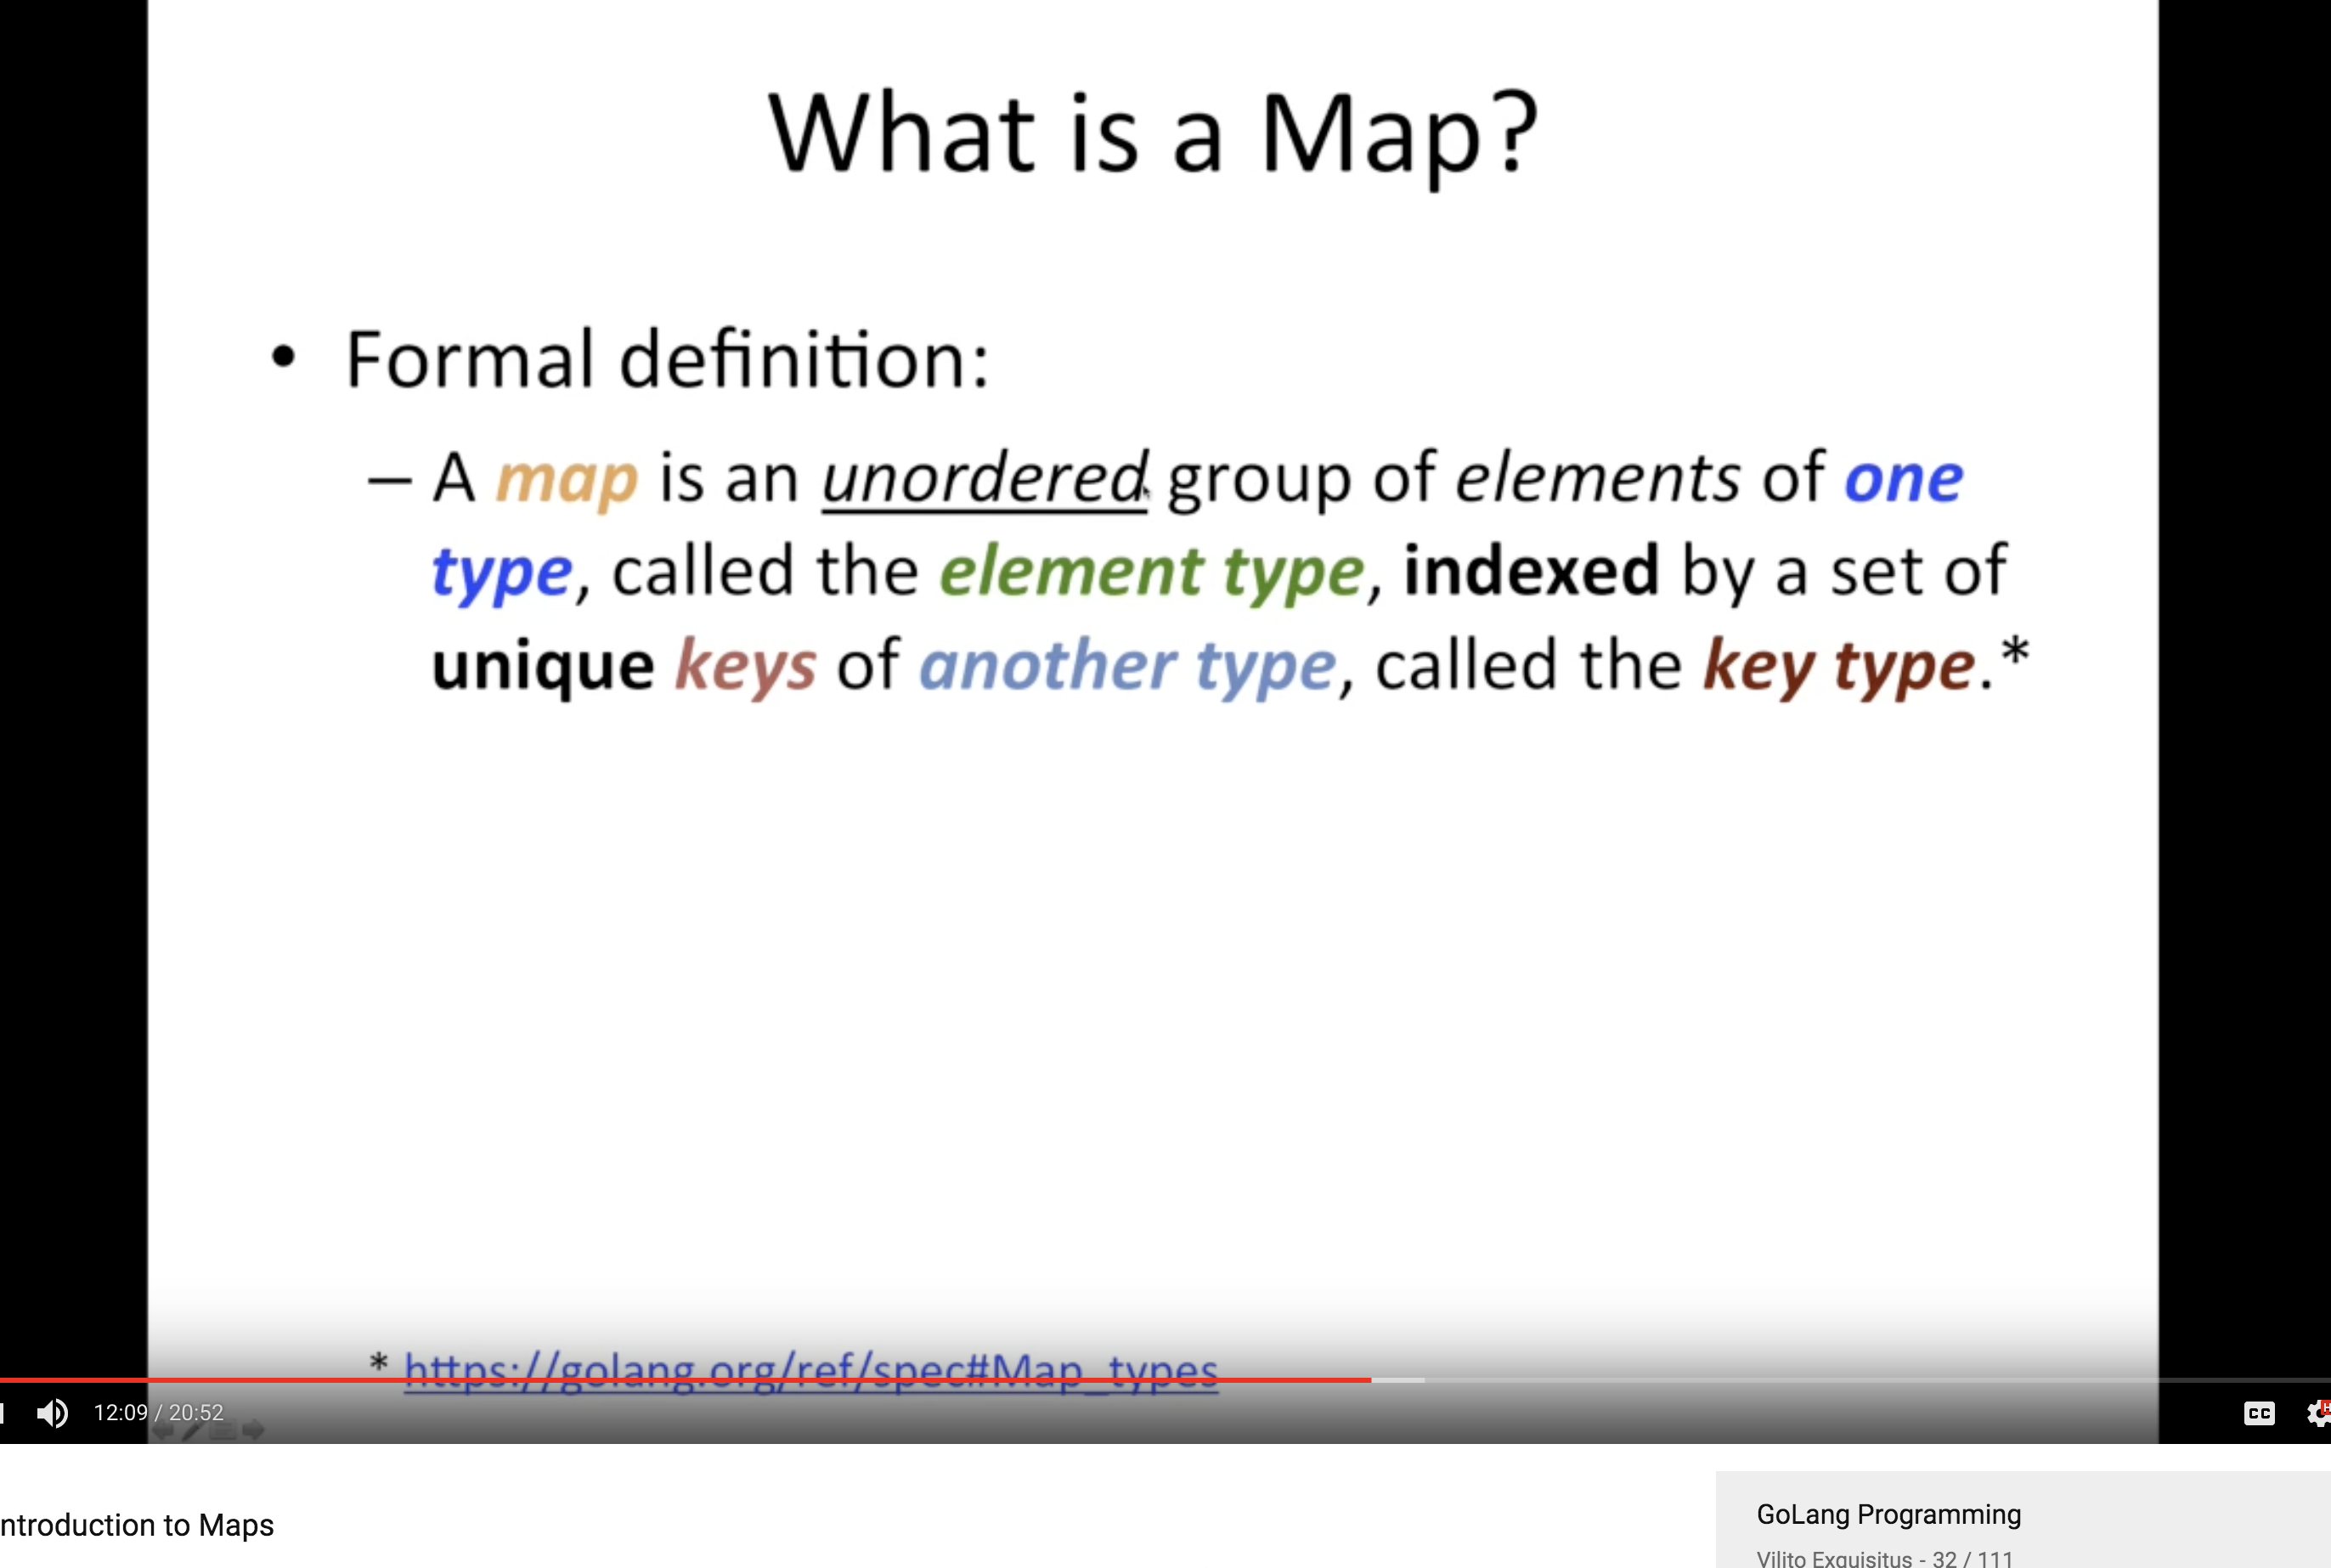 What is a Map?
• Formal definition:
– A map is an unordered group of elements of one
type, called the element type, indexed by a set of
unique keys of another type, called the key type.*
* https://golang.org/ref/spec#Map_types
12:09 / 20:52
CC
H
ntroduction to Maps
GoLang Programming
Vilito Exquisitus - 32 / 111